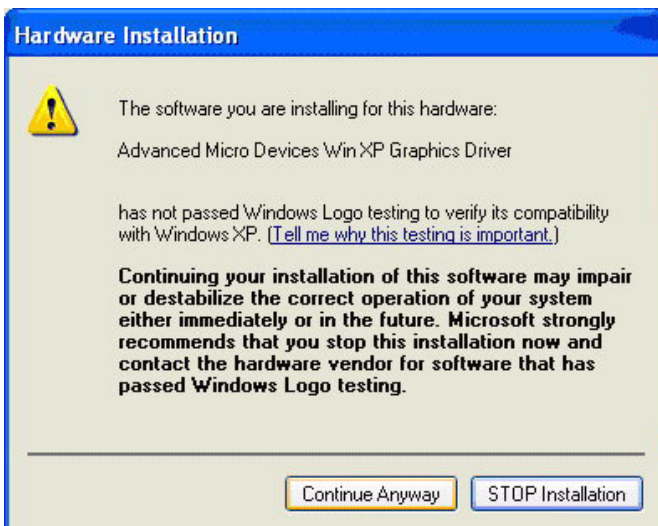 Hardware Installation
The software you are installing for this hardware:
Advanced Micro Devices Win XP Graphics Driver
has not passed Windows Logo testing to verify its compatibility
with Windows XP. (Tell me why this testing is important.)
Continuing your installation of this software may impair
or destabilize the correct operation of your system
either immediately or in the future. Microsoft strongly
recommends that you stop this installation now and
contact the hardware vendor for software that has
passed Windows Logo testing.
Continue Anyway
STOP Installation